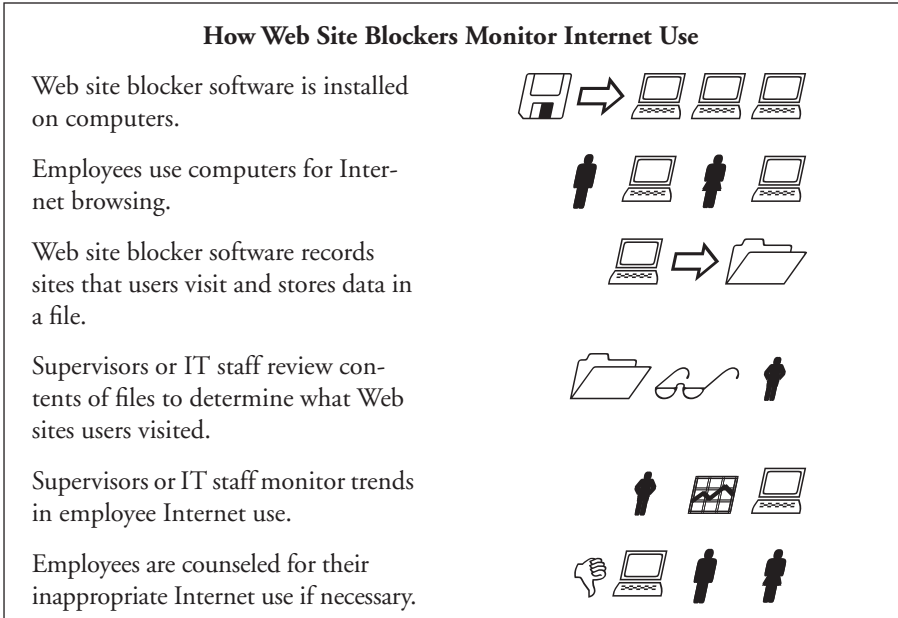 How Web Site Blockers Monitor Internet Use
Web site blocker software is installed
on computers.
Employees use computers for Inter-
net browsing.
Web site blocker software records
sites that users visit and stores data in
a file.
Supervisors or IT staff review con-
tents of files to determine what Web
sites users visited.
Supervisors or IT staff monitor trends
in employee Internet use.
Employees are counseled for their
inappropriate Internet use if necessary.